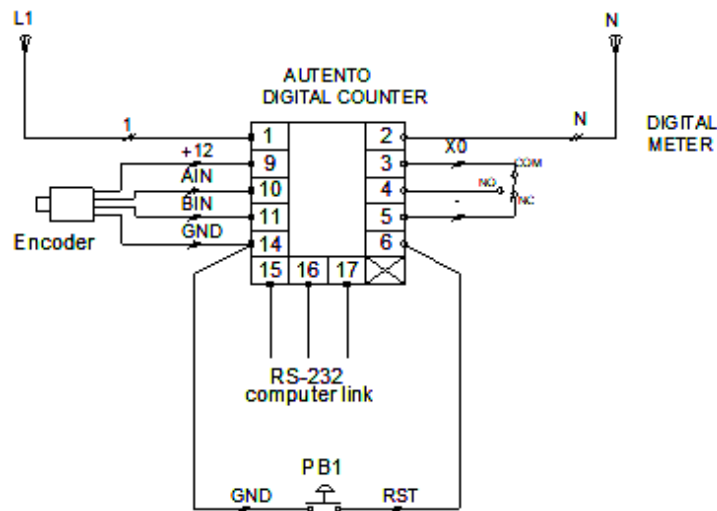 L1
N
AUTENTO
DIGITAL COUNTER
DIGITAL
METER
1
1
2
N
+12
9
3
X0
COM
AIN
10
4
NO
NC
BIN
11
5
-
Encoder
GND
14
6
15
16
17
RS-232
computer link
PB1
GND
RST